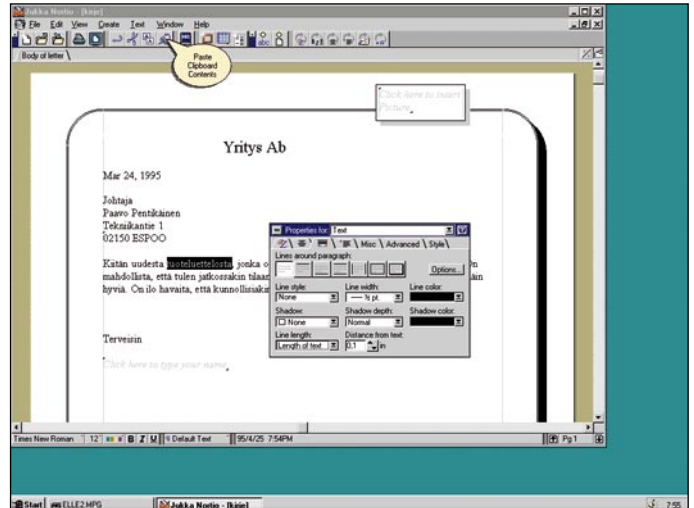 Jukka Nortio - [kirje]
File Edit View Create Text Window Help
Body of letter
Paste
Clipboard
Contents
Click here to insert
Picture
Yritys Ab
Mar 24, 1995
Johtaja
Paavo Pentikäinen
Tekniikantie 1
02150 ESPOO
Kiitän uudesta tuoteluettelosta, jonka o
mahdollista, että tulen jatkossakin tilaar
hyviä. On ilo havaita, että kunnollisiakin
Terveisin
Click here to type your name
Properties for: Text
Misc Advanced Style
Lines around paragraph:
Options...
Line style: Line width: Line color:
None ½ pt.
Shadow: Shadow depth: Shadow color:
None Normal
Line length: Distance from text:
Length of text 0,1 in
Times New Roman 12 B I U Default Text 95/4/25 7:54PM Pg 1
Start ELLE2.MPG Jukka Nortio - [kirje] 7:55